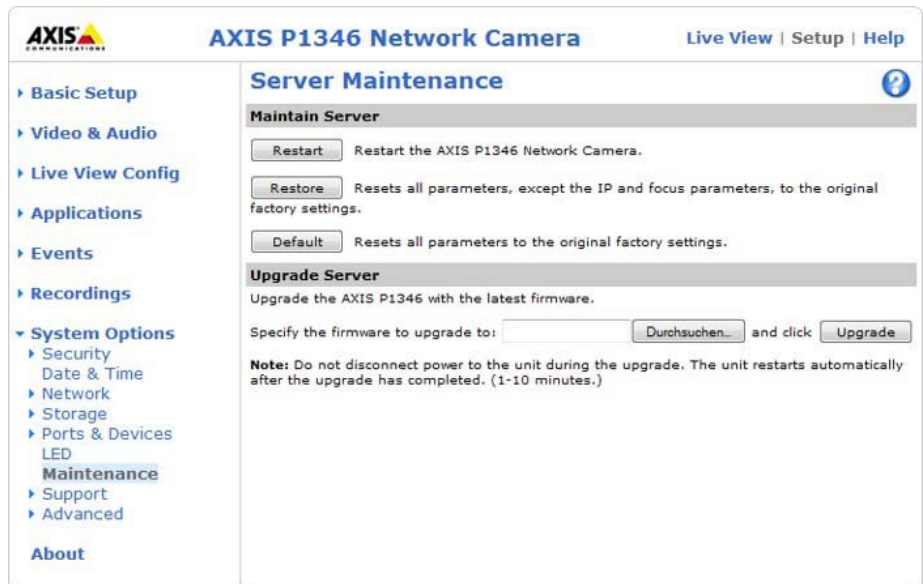 AXIS
COMMUNICATIONS
AXIS P1346 Network Camera
Live View | Setup | Help
Basic Setup
Video & Audio
Live View Config
Applications
Events
Recordings
System Options
Security
Date & Time
Network
Storage
Ports & Devices
LED
Maintenance
Support
Advanced
About
Server Maintenance
?
Maintain Server
Restart Restart the AXIS P1346 Network Camera.
Restore Resets all parameters, except the IP and focus parameters, to the original
factory settings.
Default Resets all parameters to the original factory settings.
Upgrade Server
Upgrade the AXIS P1346 with the latest firmware.
Specify the firmware to upgrade to: Durchsuchen... and click Upgrade
Note: Do not disconnect power to the unit during the upgrade. The unit restarts automatically
after the upgrade has completed. (1-10 minutes.)